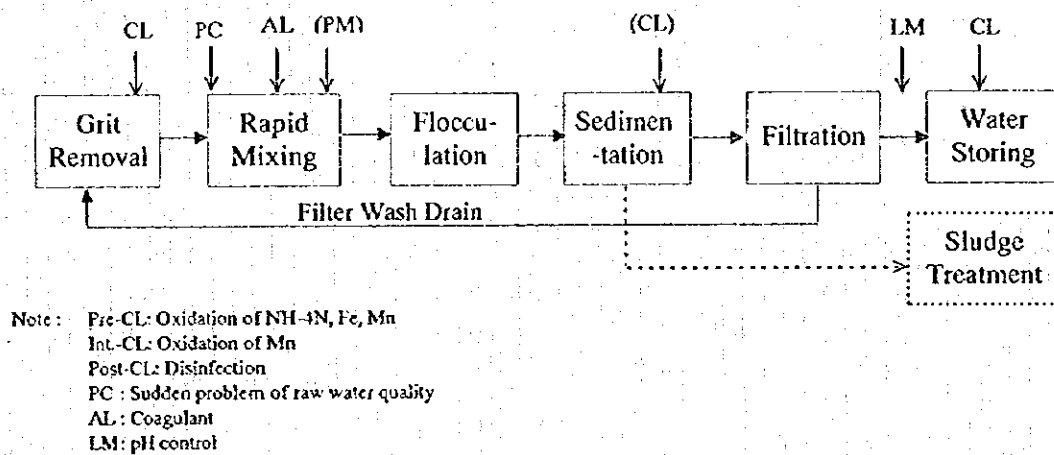 CL PC AL (PM) (CL) LM CL
Grit
Removal
Rapid
Mixing
Floccu-
lation
Sedimen
-tation
Filtration
Water
Storing
Filter Wash Drain
Sludge
Treatment
Note : Pre-CL: Oxidation of NH-4N, Fe, Mn
Int.-CL: Oxidation of Mn
Post-CL: Disinfection
PC : Sudden problem of raw water quality
AL : Coagulant
LM : pH control